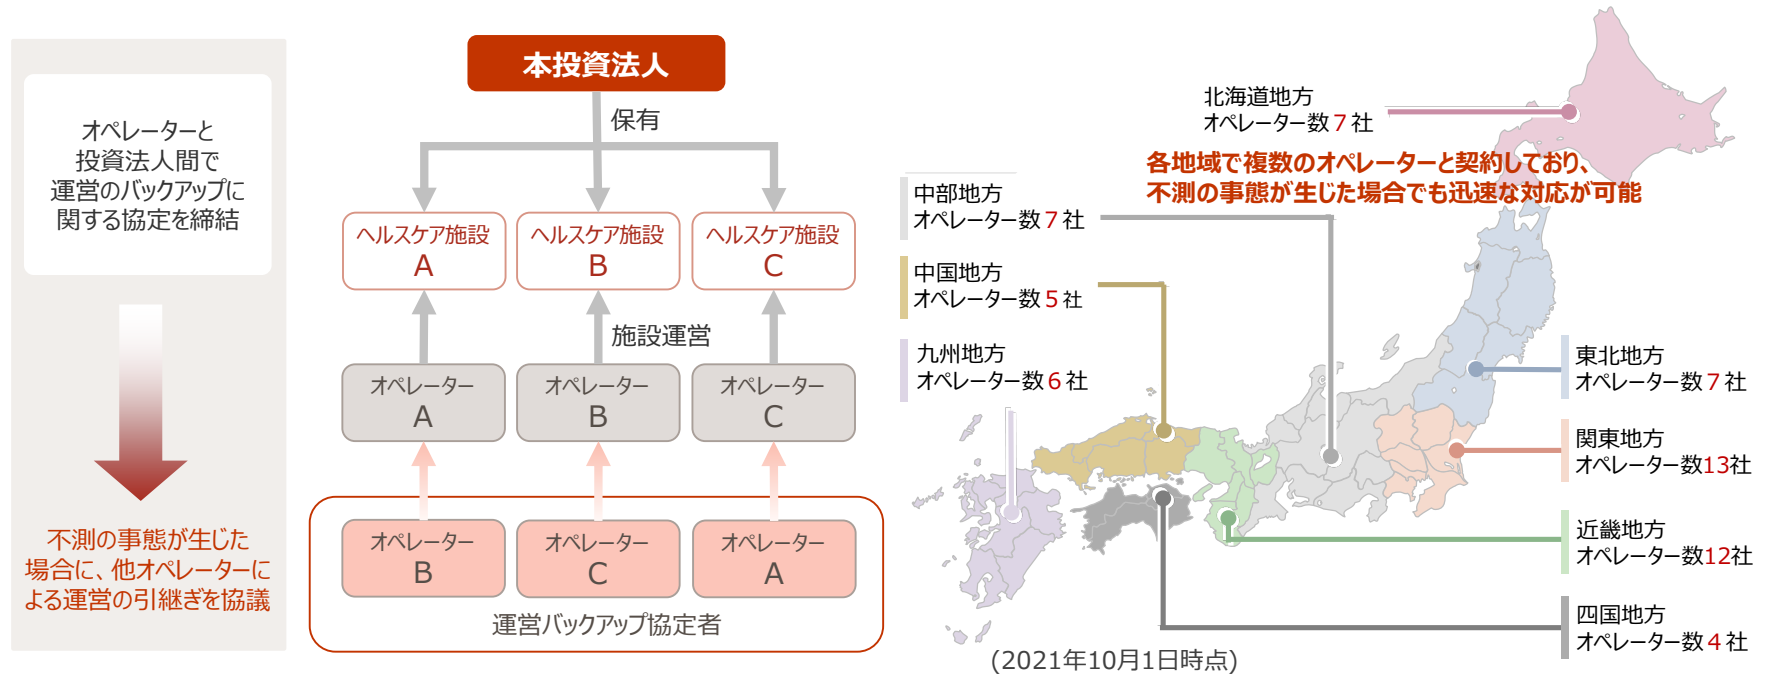 オペレーターと
投資法人間で
運営のバックアップに
関する協定を締結
不測の事態が生じた
場合に、他オペレーターに
よる運営の引継ぎを協議
本投資法人
保有
ヘルスケア施設
A
ヘルスケア施設
B
ヘルスケア施設
C
施設運営
オペレーター
A
オペレーター
B
オペレーター
C
オペレーター
B
オペレーター
C
オペレーター
A
運営バックアップ協定者
北海道地方
オペレーター数7社
各地域で複数のオペレーターと契約しており、
不測の事態が生じた場合でも迅速な対応が可能
中部地方
オペレーター数7社
中国地方
オペレーター数5社
九州地方
オペレーター数6社
東北地方
オペレーター数7社
関東地方
オペレーター数13社
近畿地方
オペレーター数12社
四国地方
オペレーター数4社
(2021年10月1日時点)